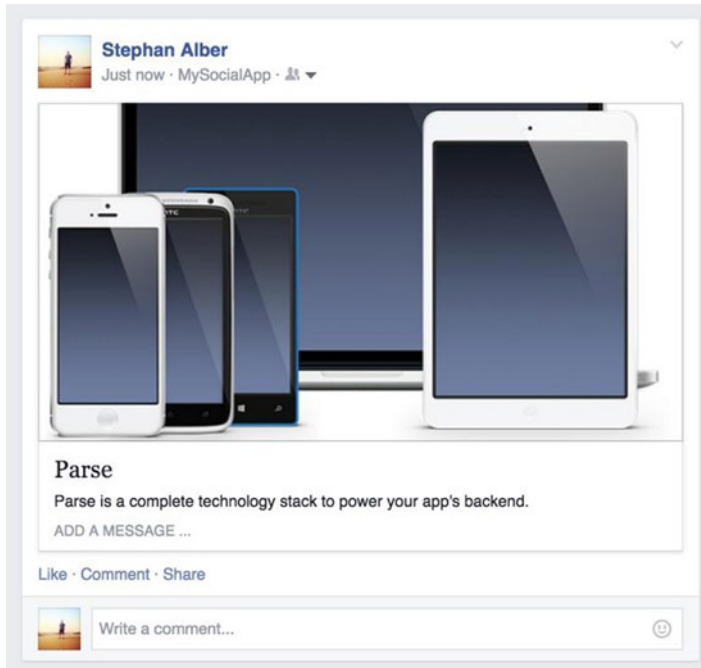 Stephan Alber
Just now · MySocialApp ·
Parse
Parse is a complete technology stack to power your app's backend.
ADD A MESSAGE ...
Like · Comment · Share
Write a comment...